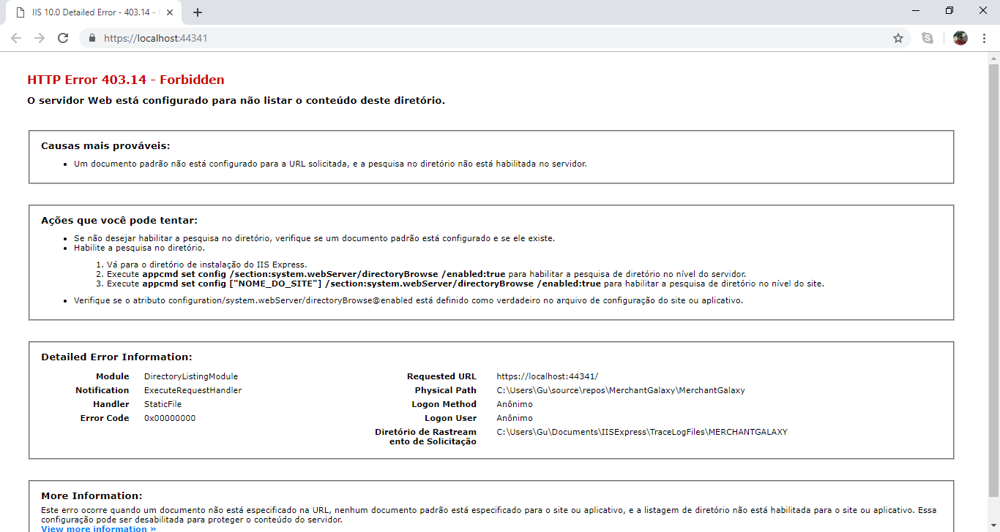 IIS 10.0 Detailed Error - 403.14 -
https://localhost:44341
HTTP Error 403.14 - Forbidden
O servidor Web está configurado para não listar o conteúdo deste diretório.
Causas mais prováveis:
Um documento padrão não está configurado para a URL solicitada, e a pesquisa no diretório não está habilitada no servidor.
Ações que você pode tentar:
Se não desejar habilitar a pesquisa no diretório, verifique se um documento padrão está configurado e se ele existe.
Habilite a pesquisa no diretório.
1. Vá para o diretório de instalação do IIS Express.
2. Execute appcmd set config /section:system.webServer/directoryBrowse /enabled:true para habilitar a pesquisa de diretório no nível do servidor.
3. Execute appcmd set config ["NOME_DO_SITE"] /section:system.webServer/directoryBrowse /enabled:true para habilitar a pesquisa de diretório no nível do site.
Verifique se o atributo configuration/system.webServer/directoryBrowse@enabled está definido como verdadeiro no arquivo de configuração do site ou aplicativo.
Detailed Error Information:
Module DirectoryListingModule
Notification ExecuteRequestHandler
Handler StaticFile
Error Code 0x00000000
Requested URL https://localhost:44341/
Physical Path C:\Users\Gu\source\repos\MerchantGalaxy\MerchantGalaxy
Logon Method Anônimo
Logon User Anônimo
Diretório de Rastream
ento de Solicitação C:\Users\Gu\Documents\IISExpress\TraceLogFiles\MERCHANTGALAXY
More Information:
Este erro ocorre quando um documento não está especificado na URL, nenhum documento padrão está especificado para o site ou aplicativo, e a listagem de diretório não está habilitada para o site ou aplicativo. Essa
configuração pode ser desabilitada para proteger o conteúdo do servidor.
View more information »